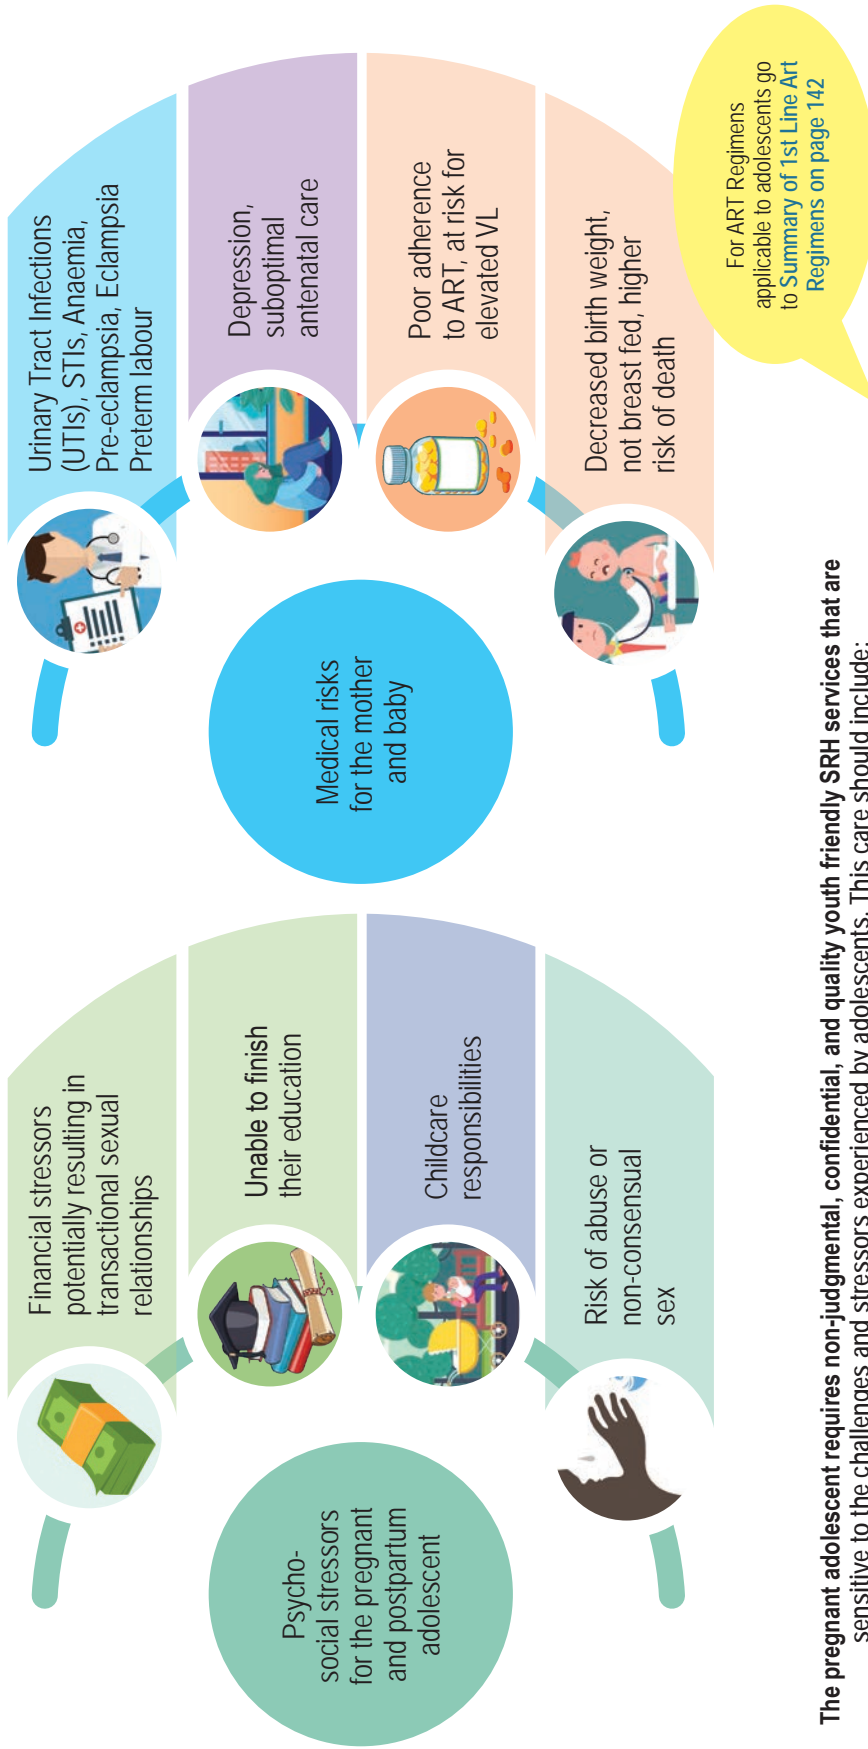 Psycho-
social stressors
for the pregnant
and postpartum
adolescent
Financial stressors
potentially resulting in
transactional sexual
relationships
Unable to finish
their education
Childcare
responsibilities
Risk of abuse or
non-consensual
sex
Medical risks
for the mother
and baby
Urinary Tract Infections
(UTIs), STIs, Anaemia,
Pre-eclampsia, Eclampsia
Preterm labour
Depression,
suboptimal
antenatal care
Poor adherence
to ART, at risk for
elevated VL
Decreased birth weight,
not breast fed, higher
risk of death
For ART Regimens
applicable to adolescents go
to Summary of 1st Line Art
Regimens on page 142
The pregnant adolescent requires non-judgmental, confidential, and quality youth friendly SRH services that are
sensitive to the challenges and stressors experienced by adolescents. This care should include: